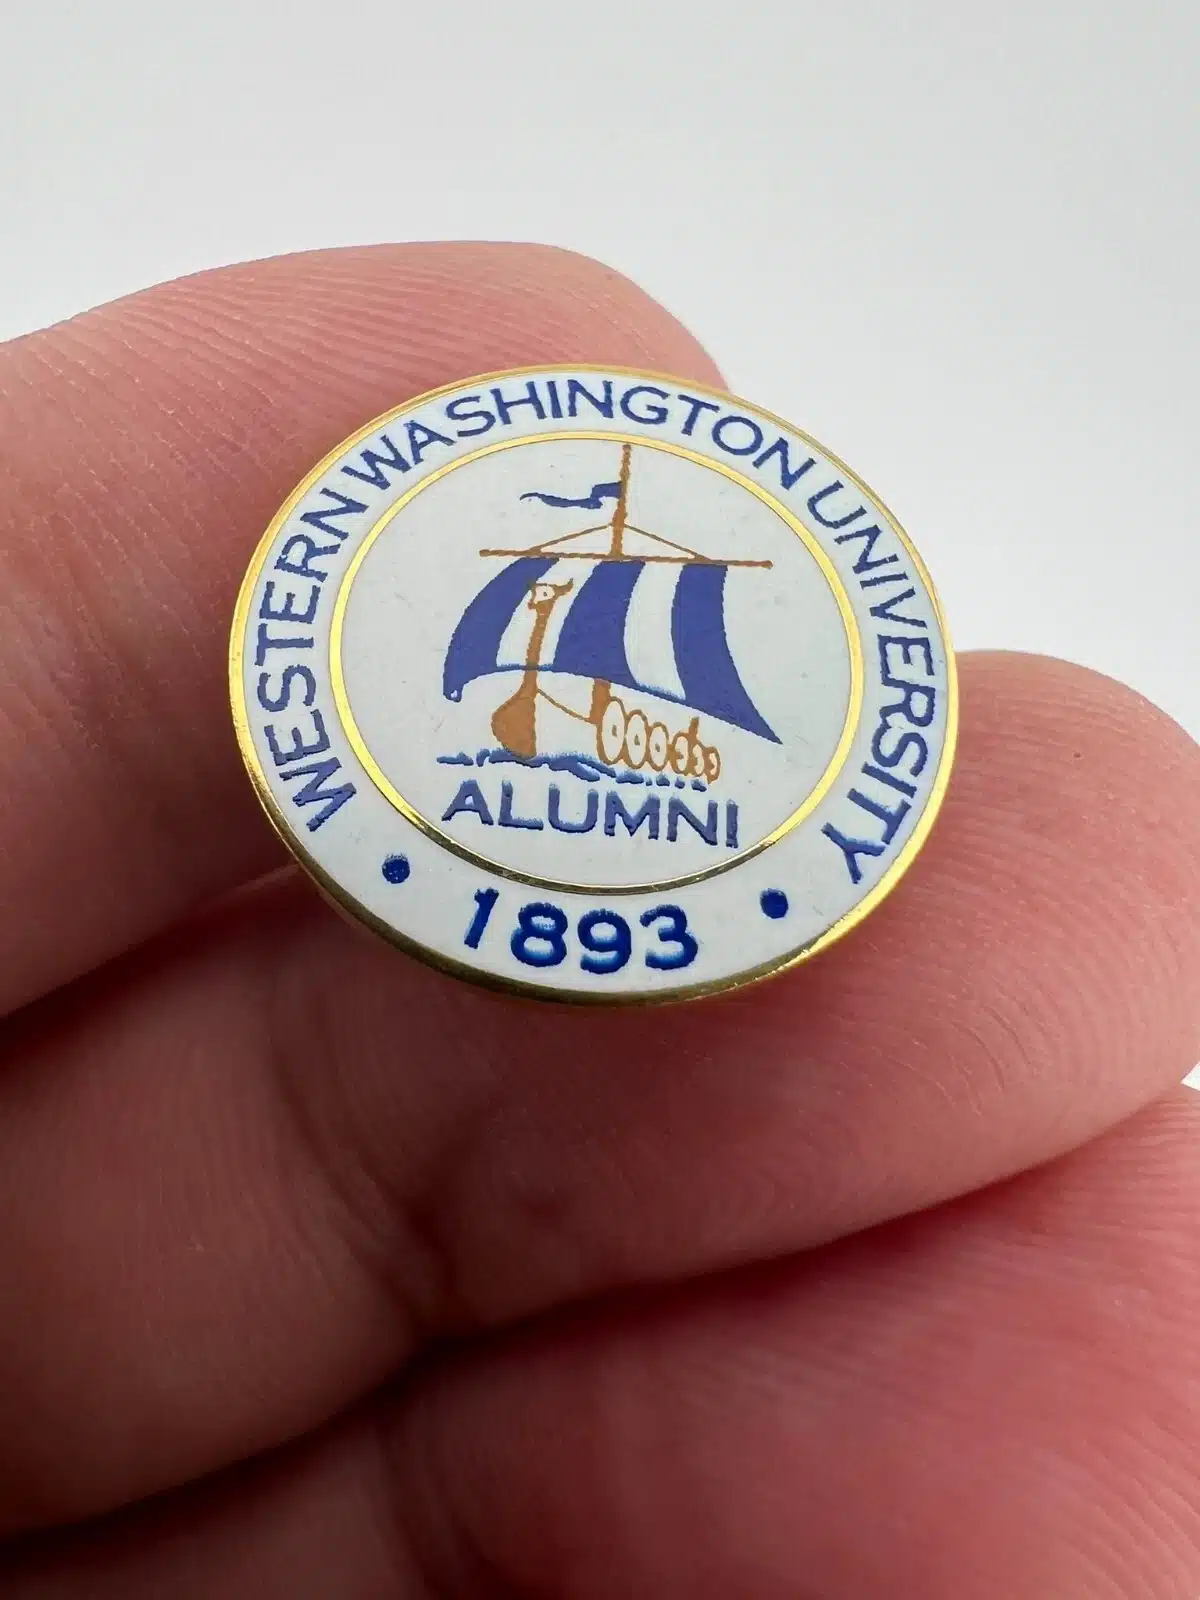 WESTERN WASHINGTON UNIVERSITY
ALUMNI
• 1893 •